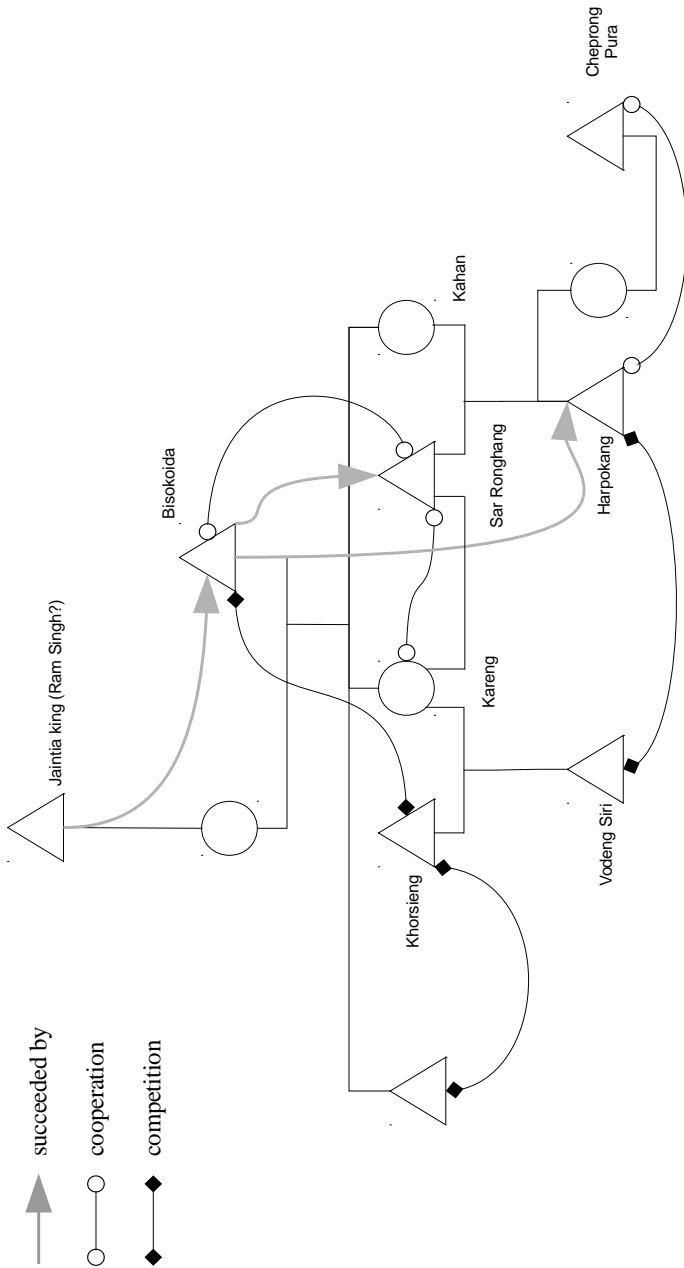 succeeded by
cooperation
competition
Jaintia king (Ram Singh?)
Bisokoida
Khorsieng
Kareng
Sar Ronghang
Kahan
Vodeng Siri
Harpokang
Cheprong
Pura